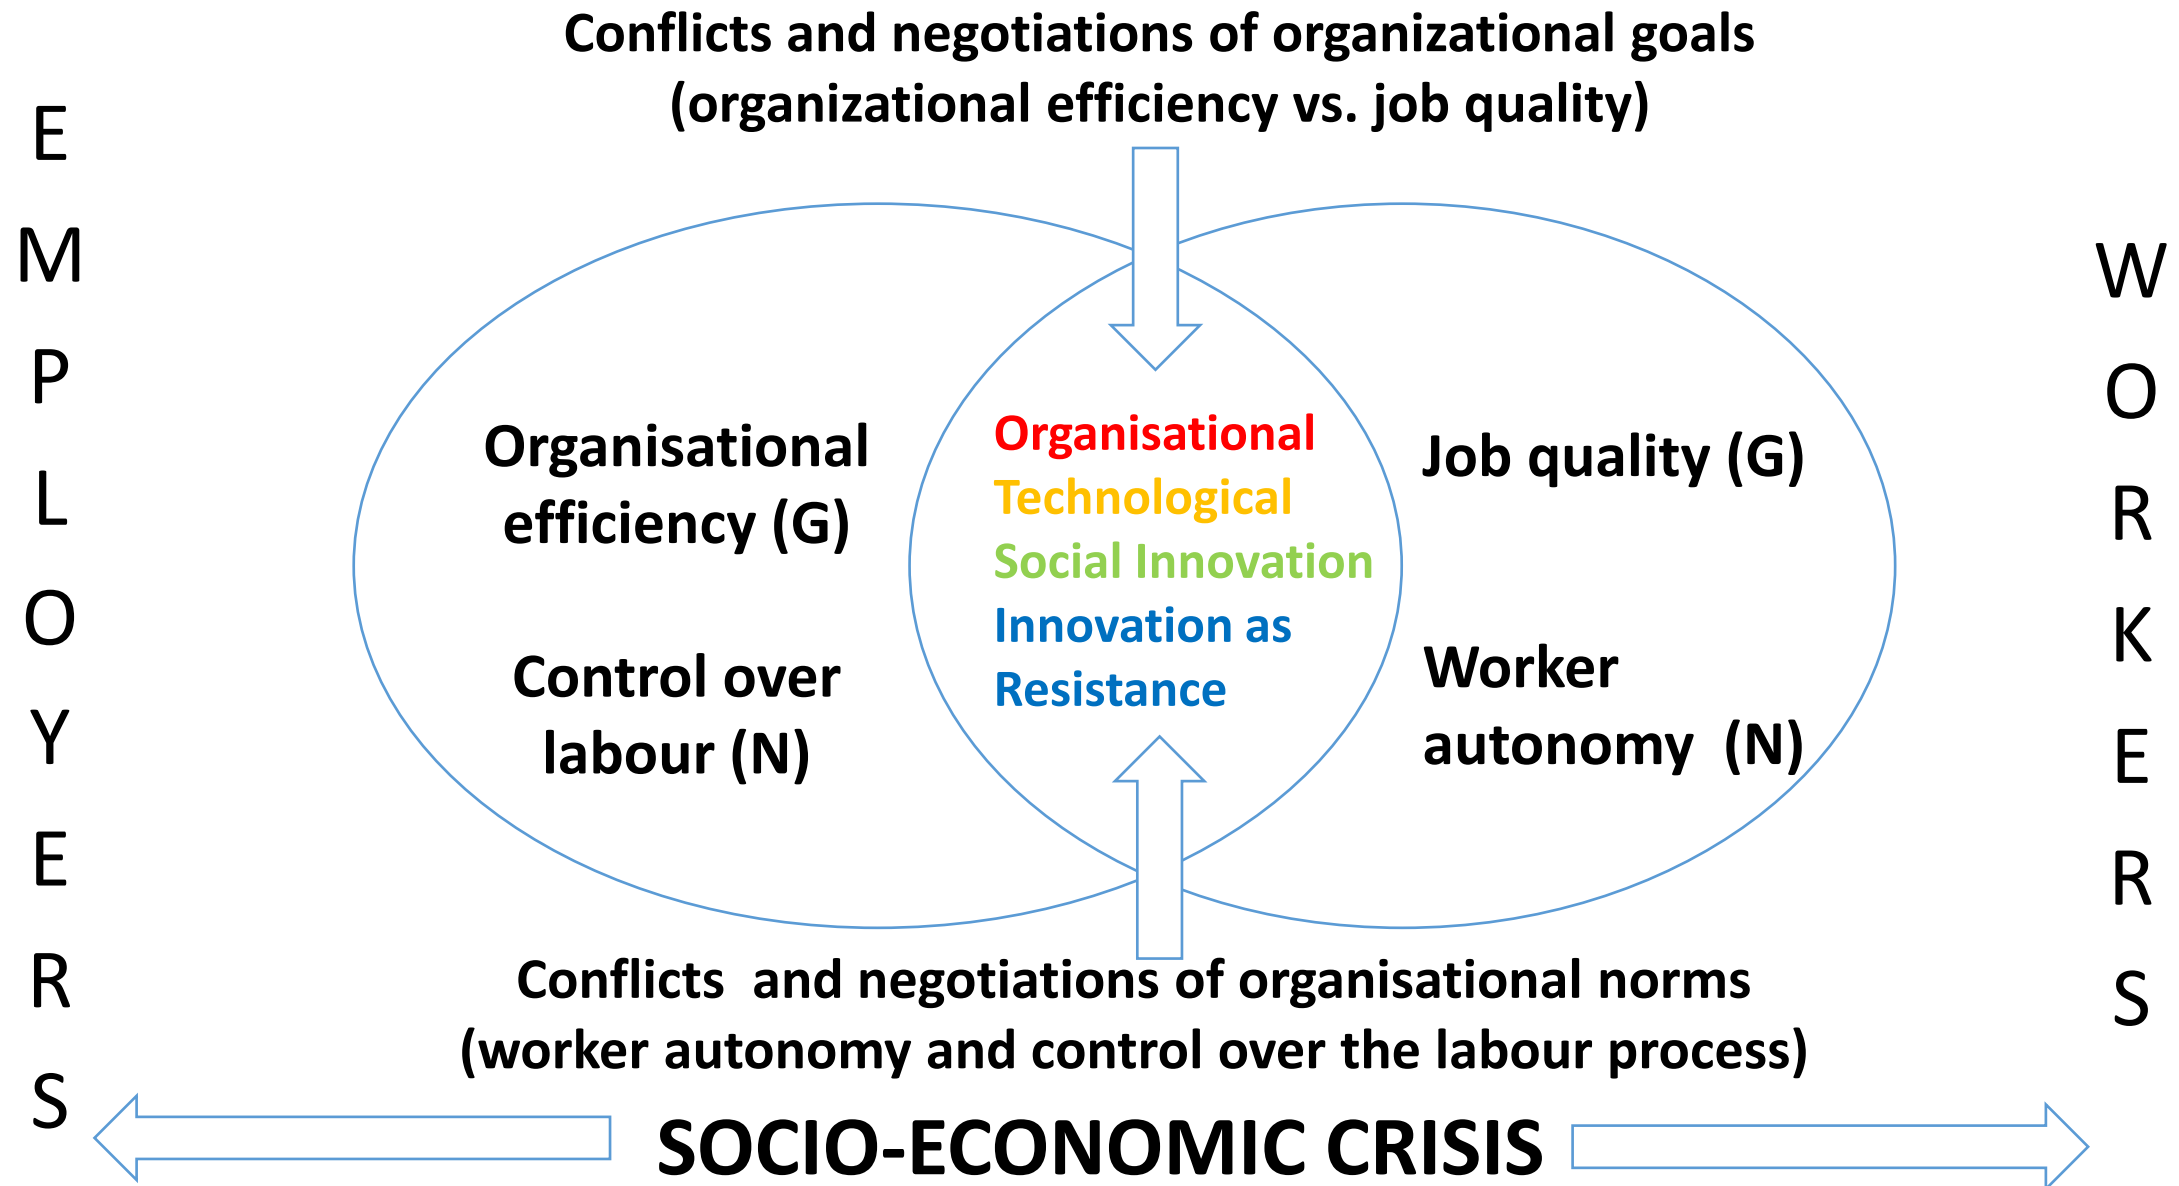 Conflicts and negotiations of organizational goals
(organizational efficiency vs. job quality)
E
M
P
L
O
Y
E
R
S
Organisational
efficiency (G)
Control over
labour (N)
Organisational
Technological
Social Innovation
Innovation as
Resistance
Job quality (G)
Worker
autonomy (N)
W
O
R
K
E
R
S
Conflicts and negotiations of organisational norms
(worker autonomy and control over the labour process)
SOCIO-ECONOMIC CRISIS